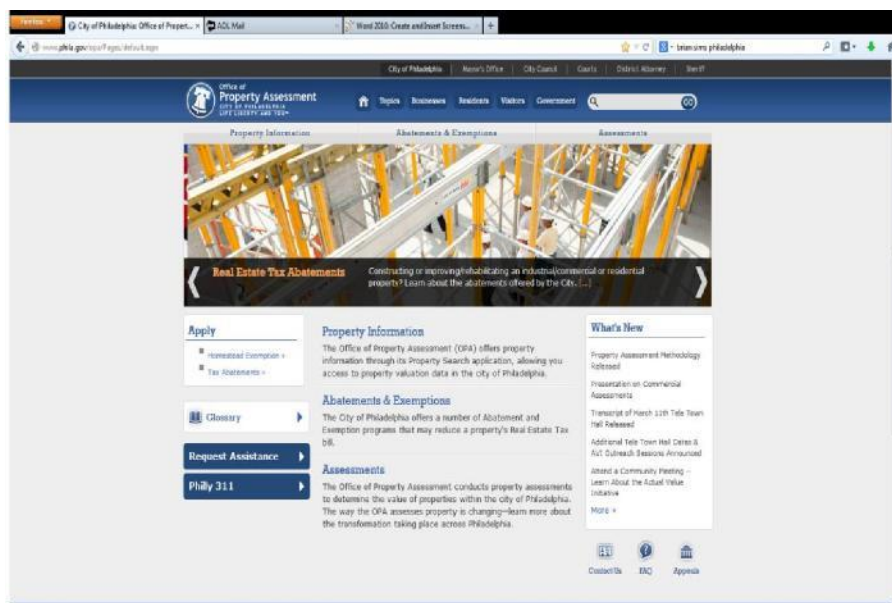 Firefox
City of Philadelphia: Office of Propert... ×
AOL Mail
Word 2010: Create and Insert Screens...
+
www.phila.gov/opa/Pages/default.aspx
brian sims philadelphia
City of Philadelphia
Mayor's Office
City Council
Courts
District Attorney
Sheriff
Office of
Property Assessment
CITY OF PHILADELPHIA
LIFE LIBERTY AND YOU™
Topics
Businesses
Residents
Visitors
Government
GO
Property Information
Abatements & Exemptions
Assessments
Real Estate Tax Abatements
Constructing or improving/rehabilitating an industrial/commercial or residential
property? Learn about the abatements offered by the City. [...]
Apply
Homestead Exemption »
Tax Abatements »
Glossary
Request Assistance
Philly 311
Property Information
The Office of Property Assessment (OPA) offers property
information through its Property Search application, allowing you
access to property valuation data in the city of Philadelphia.
Abatements & Exemptions
The City of Philadelphia offers a number of Abatement and
Exemption programs that may reduce a property's Real Estate Tax
bill.
Assessments
The Office of Property Assessment conducts property assessments
to determine the value of properties within the city of Philadelphia.
The way the OPA assesses property is changing—learn more about
the transformation taking place across Philadelphia.
What's New
Property Assessment Methodology
Released
Presentation on Commercial
Assessments
Transcript of March 11th Tele Town
Hall Released
Additional Tele Town Hall Dates &
AVI Outreach Sessions Announced
Attend a Community Meeting –
Learn About the Actual Value
Initiative
More »
Contact Us
FAQ
Appeals